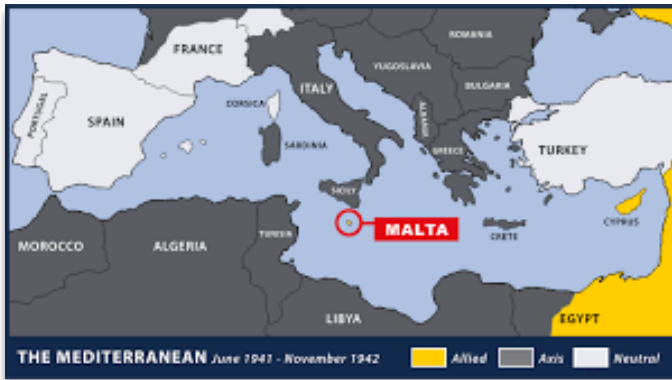 ROMANIA
FRANCE
YUGOSLAVIA
ITALY
BULGARIA
CORSICA
PORTUGAL
ALBANIA
SPAIN
SARDINIA
GREECE
TURKEY
SICILY
CYPRUS
TUNISIA
MALTA
CRETE
MOROCCO
ALGERIA
LIBYA
EGYPT
THE MEDITERRANEAN June 1941 - November 1942 Allied Axis Neutral